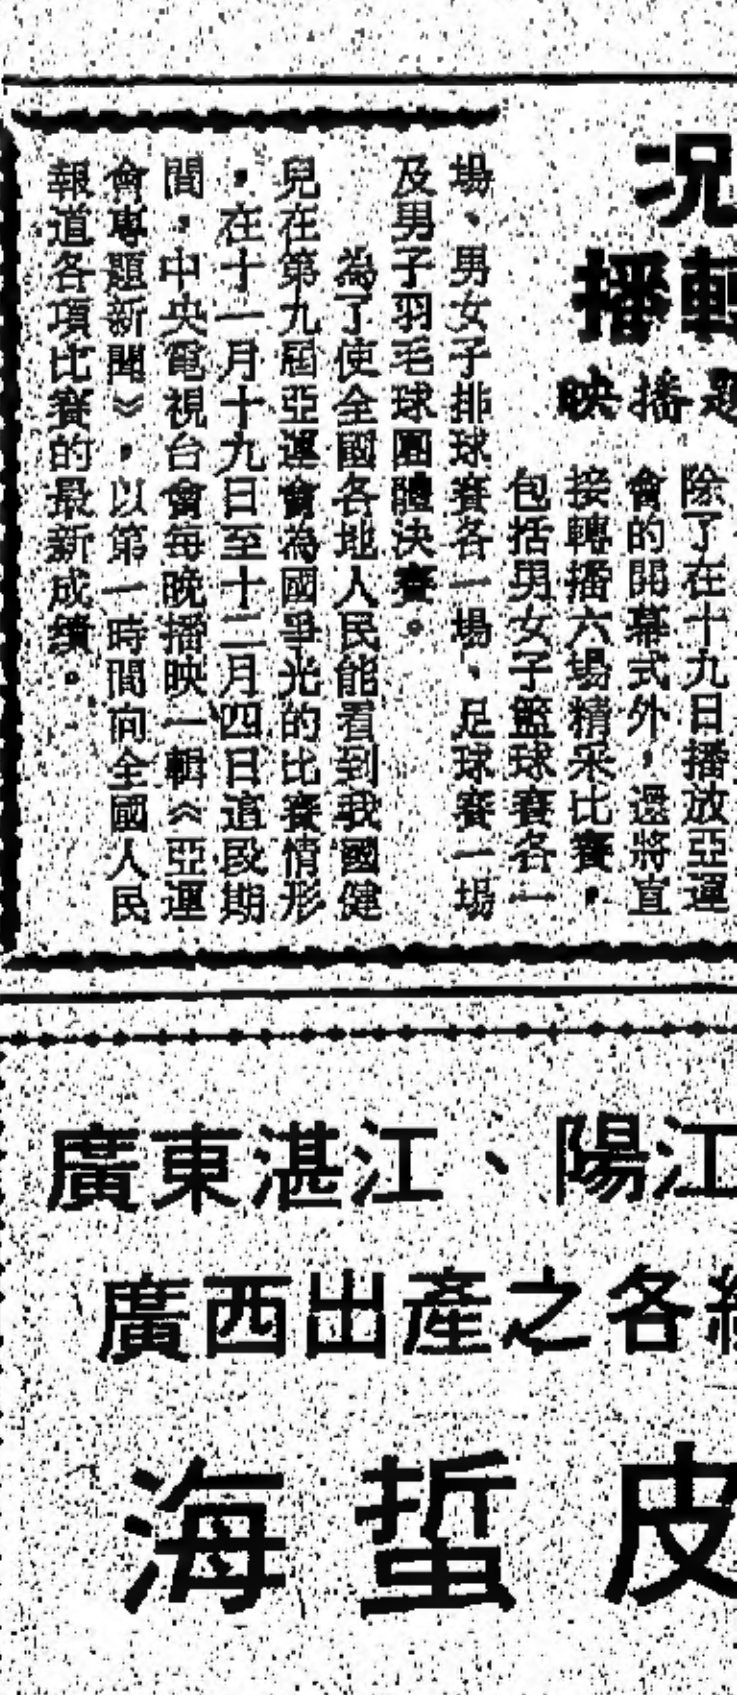 况
播轉
映播題
除了在十九日播放亞運
會的開幕式外，還將直
接轉播六場精采比賽，
包括男女子籃球賽各一
場、男女子排球賽各一場、足球賽一場
及男子羽毛球團體決賽。
為了使全國各地人民能看到我國健
兒在第九屆亞運會為國爭光的比賽情形
，在十一月十九日至十二月四日這段期
間，中央電視台會每晚播映一輯《亞運
會專題新聞》，以第一時間向全國人民
報道各項比賽的最新成績。
廣東湛江、陽江
廣西出產之各
海蜇皮